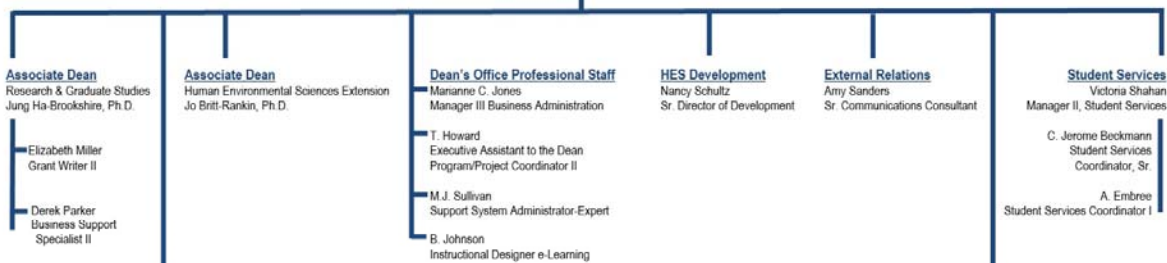 Associate Dean
Research & Graduate Studies
Jung Ha-Brookshire, Ph.D.
Elizabeth Miller
Grant Writer II
Derek Parker
Business Support
Specialist II
Associate Dean
Human Environmental Sciences Extension
Jo Britt-Rankin, Ph.D.
Dean's Office Professional Staff
Marianne C. Jones
Manager III Business Administration
T. Howard
Executive Assistant to the Dean
Program/Project Coordinator II
M.J. Sullivan
Support System Administrator-Expert
B. Johnson
Instructional Designer e-Learning
HES Development
Nancy Schultz
Sr. Director of Development
External Relations
Amy Sanders
Sr. Communications Consultant
Student Services
Victoria Shahan
Manager II, Student Services
C. Jerome Beckmann
Student Services
Coordinator, Sr.
A. Embree
Student Services Coordinator I